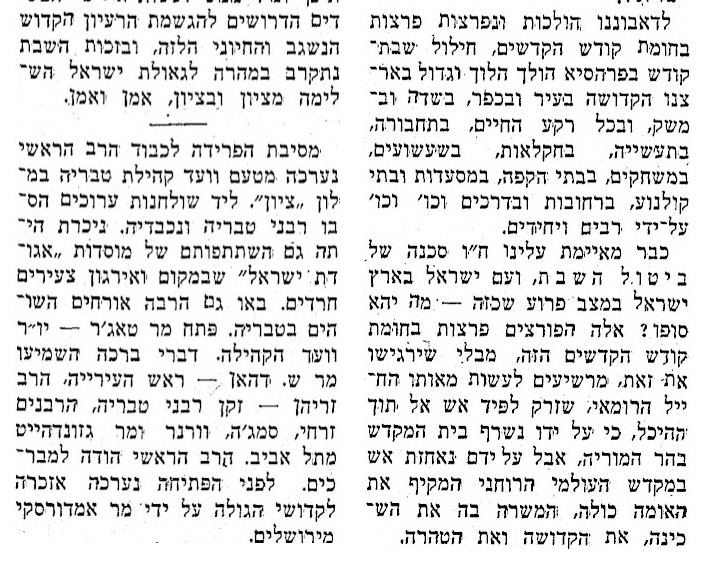 לדאבוננו הולכות ונפרצות פרצות
בחומת קודש הקדשים, חילול שבת־
קודש בפרהסיא הולך הלוך וגדול באר־
צנו הקדושה בעיר ובכפר, בשדה וב־
משק, ובכל רקע החיים, בתחבורה,
בתעשייה, בחקלאות, בשעשועים,
במשחקים, בבתי הקפה, במסעדות ובתי
קולנוע, ברחובות ובדרכים וכו' וכו'
על־ידי רבים ויחידים.
כבר מאיימת עלינו ח"ו סכנה של
ביטול השבת, ועם ישראל בארץ
ישראל במצב פרוע שכזה — מה יהא
סופו? אלה הפורצים פרצות בחומת
קודש הקדשים הזה, מבלי שירגישו
את זאת, מרשיעים לעשות מאותו הח־
ייל הרומאי, שזרק לפיד אש אל תוך
ההיכל, כי על ידו נשרף בית המקדש
בהר המוריה, אבל על ידם נאחזת אש
במקדש העולמי הרוחני המקיף את
האומה כולה, המשרה בה את הש־
כינה, את הקדושה ואת הטהרה.
דים הדרושים להגשמת הרעיון הקדוש
הנשגב והחיוני הלזה, ובזכות השבת
נתקרב במהרה לגאולת ישראל הש־
לימה מציון ובציון, אמן ואמן.
מסיבת הפרידה לכבוד הרב הראשי
נערכה מטעם וועד קהילת טבריה במ־
לון „ציון". ליד שולחנות ערוכים הס־
בו רבני טבריה ונכבדיה. ניכרת הי־
תה גם השתתפותם של מוסדות „אגו־
דת ישראל" שבמקום ואירגון צעירים
חרדים. באו גם הרבה אורחים השו־
הים בטבריה. פתח מר טאג'ר — יו"ר
וועד הקהילה. דברי ברכה השמיעו
מר ש. דהאן — ראש העירייה, הרב
זריהן — זקן רבני טבריה, הרבנים
זרחי, סמג'ה, וורנר ומר גזונדהייט
מתל אביב. הרב הראשי הודה למבר־
כים. לפני הפתיחה נערכה אזכרה
לקדושי הגולה על ידי מר אמדורסקי
מירושלים.